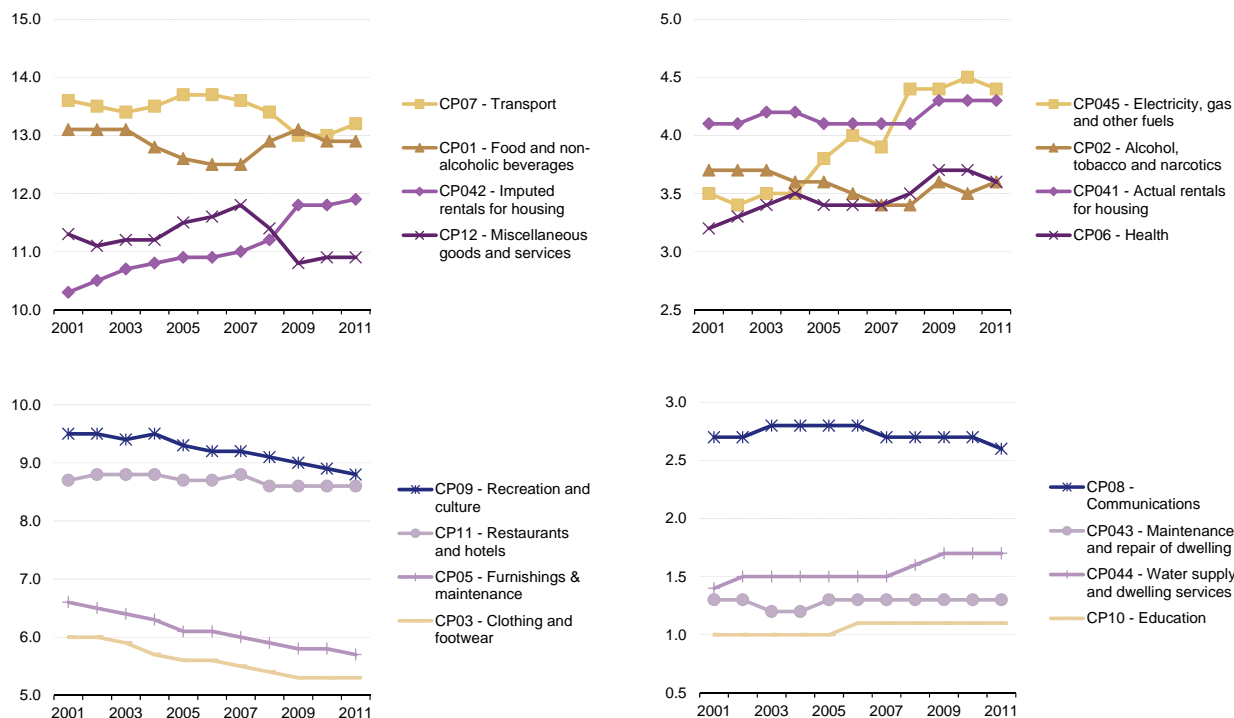 15.0
14.0
13.0
12.0
11.0
10.0
2001 2003 2005 2007 2009 2011
CP07 - Transport
CP01 - Food and non-
alcoholic beverages
CP042 - Imputed
rentals for housing
CP12 - Miscellaneous
goods and services
5.0
4.5
4.0
3.5
3.0
2.5
2001 2003 2005 2007 2009 2011
CP045 - Electricity, gas
and other fuels
CP02 - Alcohol,
tobacco and narcotics
CP041 - Actual rentals
for housing
CP06 - Health
10.0
9.0
8.0
7.0
6.0
5.0
2001 2003 2005 2007 2009 2011
CP09 - Recreation and
culture
CP11 - Restaurants
and hotels
CP05 - Furnishings &
maintenance
CP03 - Clothing and
footwear
3.0
2.5
2.0
1.5
1.0
0.5
2001 2003 2005 2007 2009 2011
CP08 -
Communications
CP043 - Maintenance
and repair of dwelling
CP044 - Water supply
and dwelling services
CP10 - Education